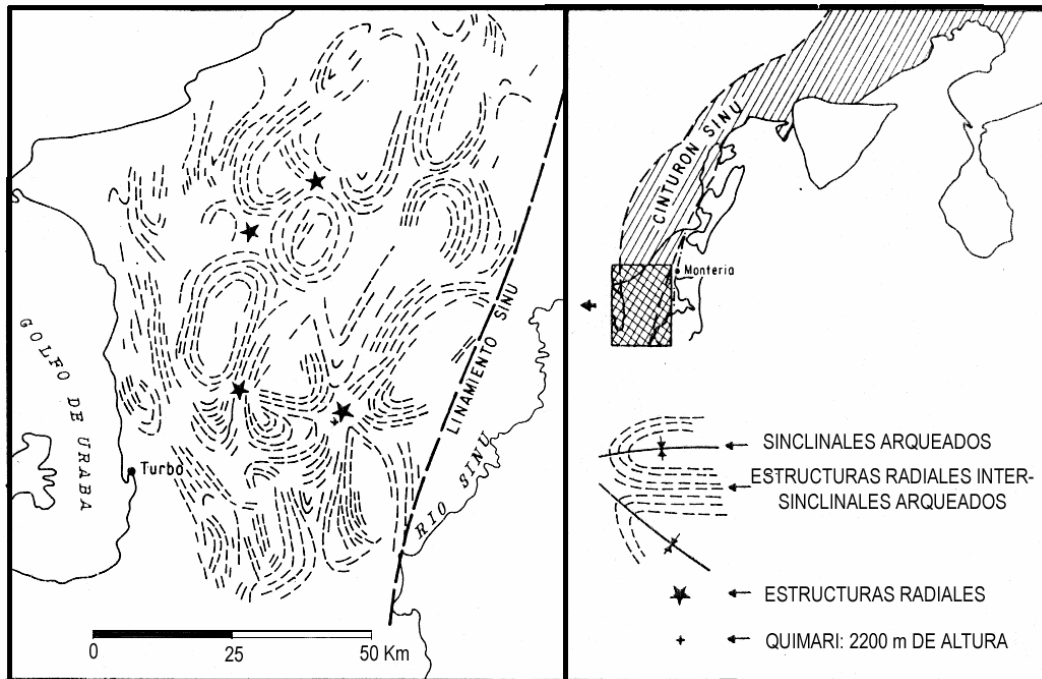 GOLFO DE URABA
Turbo
LINAMIENTO SINU
RIO SINU
0 25 50 Km
CINTURON SINU
Monteria
SINCLINALES ARQUEADOS
ESTRUCTURAS RADIALES INTER-
SINCLINALES ARQUEADOS
ESTRUCTURAS RADIALES
QUIMARI: 2200 m DE ALTURA